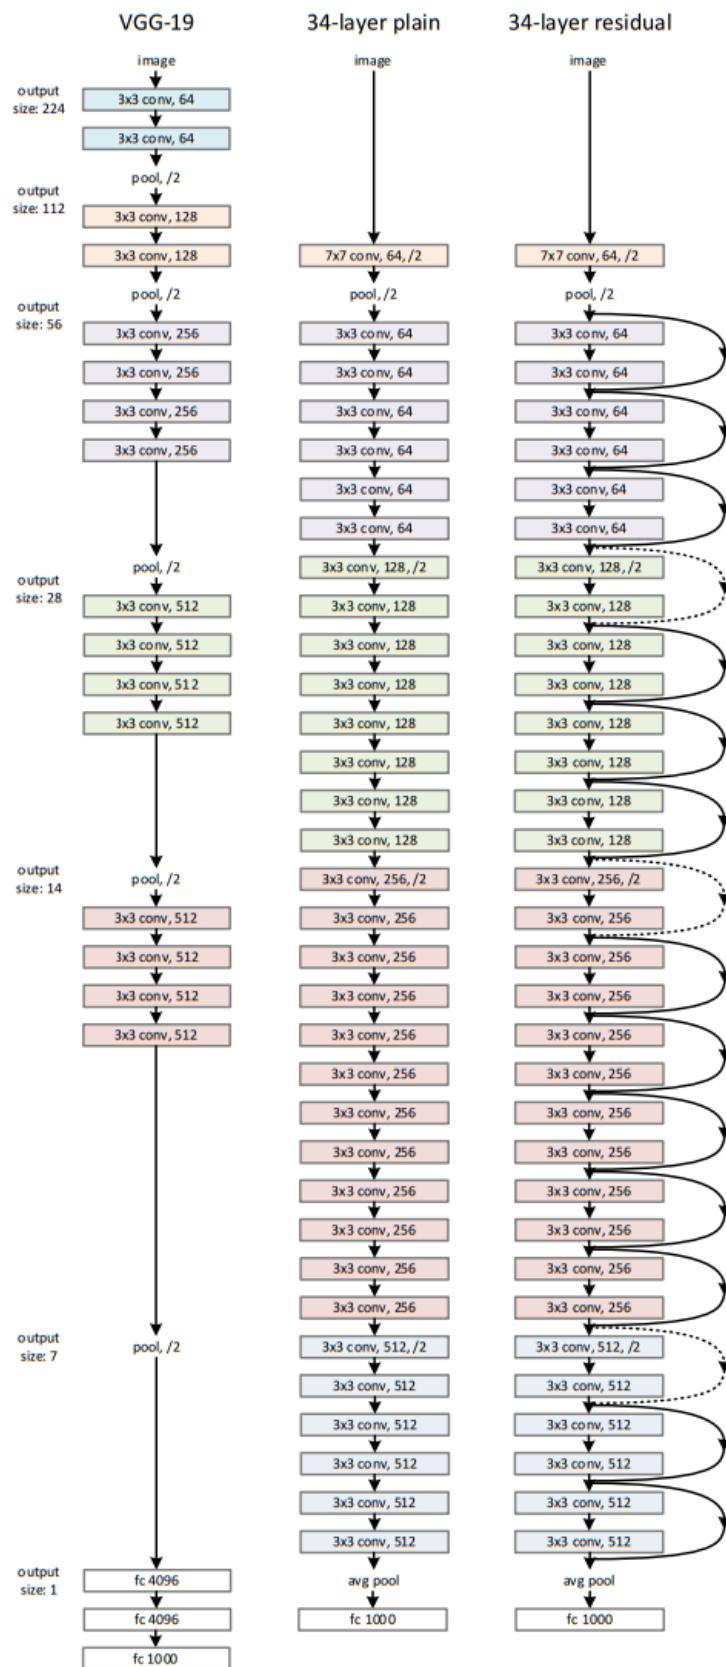 VGG-19
image
output
size: 224
3x3 conv, 64
3x3 conv, 64
pool, /2
output
size: 112
3x3 conv, 128
3x3 conv, 128
pool, /2
output
size: 56
3x3 conv, 256
3x3 conv, 256
3x3 conv, 256
3x3 conv, 256
pool, /2
output
size: 28
3x3 conv, 512
3x3 conv, 512
3x3 conv, 512
3x3 conv, 512
pool, /2
output
size: 14
3x3 conv, 512
3x3 conv, 512
3x3 conv, 512
3x3 conv, 512
output
size: 7
pool, /2
output
size: 1
fc 4096
fc 4096
fc 1000
34-layer plain
image
7x7 conv, 64, /2
pool, /2
3x3 conv, 64
3x3 conv, 64
3x3 conv, 64
3x3 conv, 64
3x3 conv, 64
3x3 conv, 64
3x3 conv, 128, /2
3x3 conv, 128
3x3 conv, 128
3x3 conv, 128
3x3 conv, 128
3x3 conv, 128
3x3 conv, 128
3x3 conv, 128
3x3 conv, 256, /2
3x3 conv, 256
3x3 conv, 256
3x3 conv, 256
3x3 conv, 256
3x3 conv, 256
3x3 conv, 256
3x3 conv, 256
3x3 conv, 256
3x3 conv, 256
3x3 conv, 256
3x3 conv, 256
3x3 conv, 512, /2
3x3 conv, 512
3x3 conv, 512
3x3 conv, 512
3x3 conv, 512
3x3 conv, 512
avg pool
fc 1000
34-layer residual
image
7x7 conv, 64, /2
pool, /2
3x3 conv, 64
3x3 conv, 64
3x3 conv, 64
3x3 conv, 64
3x3 conv, 64
3x3 conv, 64
3x3 conv, 128, /2
3x3 conv, 128
3x3 conv, 128
3x3 conv, 128
3x3 conv, 128
3x3 conv, 128
3x3 conv, 128
3x3 conv, 128
3x3 conv, 256, /2
3x3 conv, 256
3x3 conv, 256
3x3 conv, 256
3x3 conv, 256
3x3 conv, 256
3x3 conv, 256
3x3 conv, 256
3x3 conv, 256
3x3 conv, 256
3x3 conv, 256
3x3 conv, 256
3x3 conv, 512, /2
3x3 conv, 512
3x3 conv, 512
3x3 conv, 512
3x3 conv, 512
3x3 conv, 512
avg pool
fc 1000